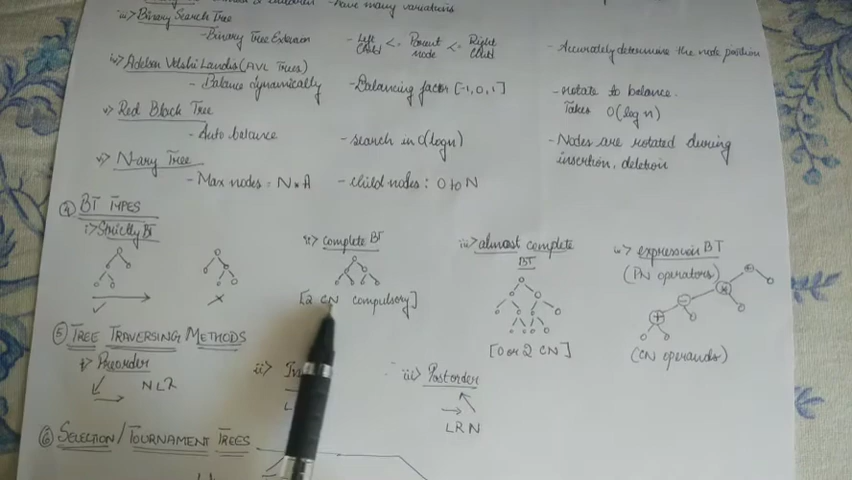 - have many variations
iii> Binary Search Tree
- Binary Tree Extension
- Left Child <= Parent node <= Right Child
- Accurately determine the node position
iv> Adelson Velski Landis (AVL Trees)
- Balance dynamically
- Balancing factor [-1, 0, 1]
- rotate to balance.
Takes O(log n)
v> Red Black Tree
- Auto balance
- search in O(log n)
- Nodes are rotated during
insertion, deletion
vi> N-ary Tree
- Max nodes = N * A
- child nodes : 0 to N
④ BT TYPES
i> Strictly BT
ii> complete BT
[2 CN compulsory]
iii> almost complete
BT
[0 or 2 CN]
iv> expression BT
(PN operators)
(CN operands)
⑤ TREE TRAVERSING METHODS
i> Preorder
NLR
ii>
L
iii> Postorder
LRN
⑥ SELECTION / TOURNAMENT TREES